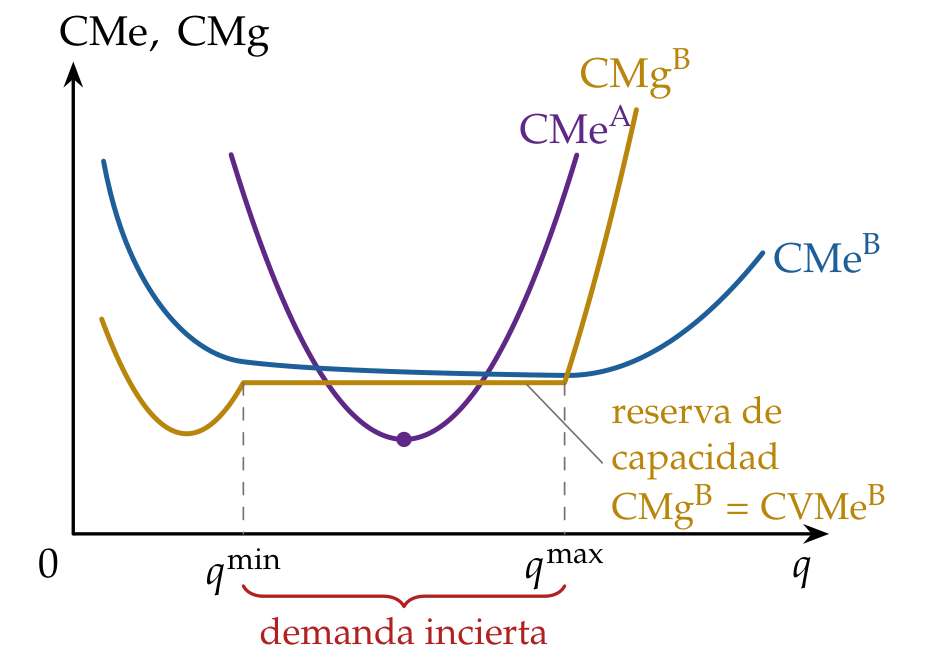 CMe, CMg
CMg^B
CMe^A
CMe^B
reserva de
capacidad
CMg^B = CVMe^B
0
q^min
q^max
q
demanda incierta